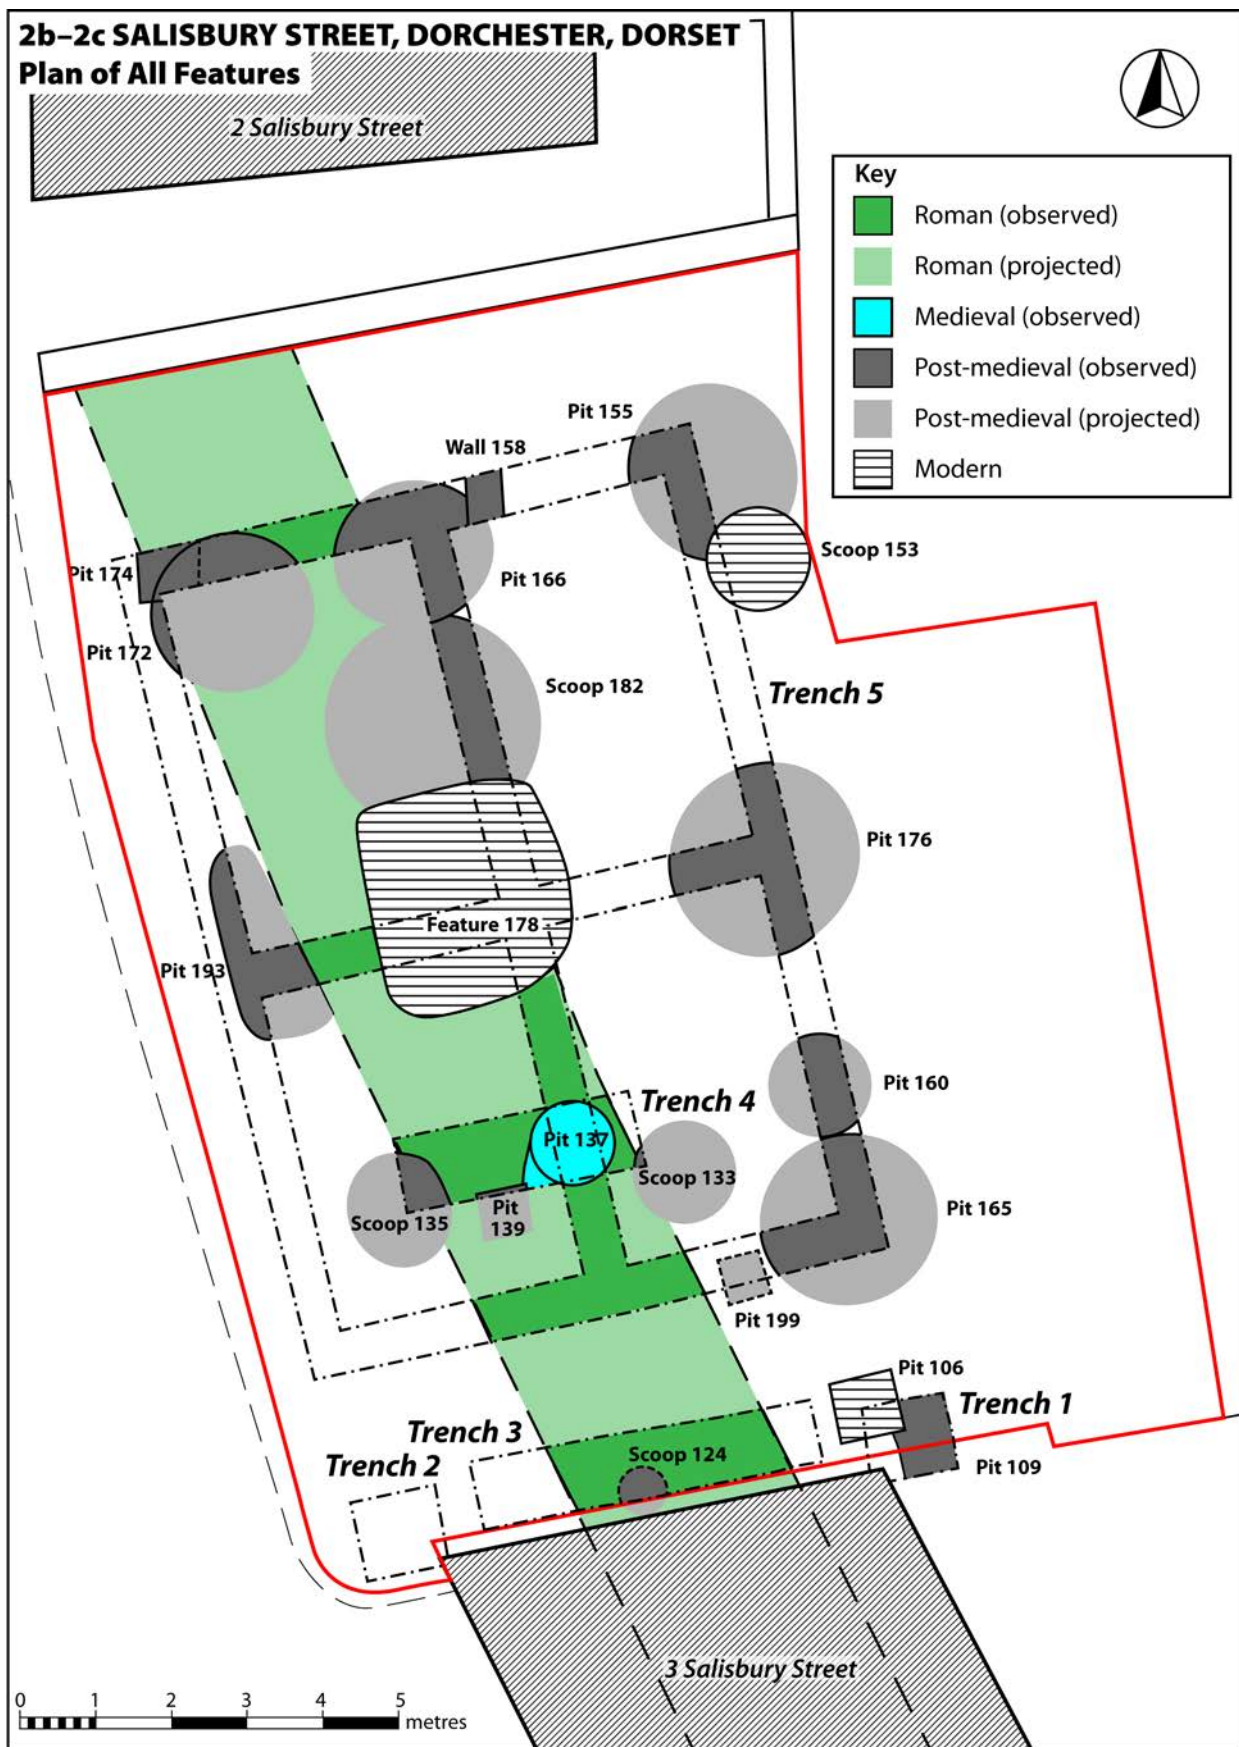 2b–2c SALISBURY STREET, DORCHESTER, DORSET
Plan of All Features
2 Salisbury Street
Key
Roman (observed)
Roman (projected)
Medieval (observed)
Post-medieval (observed)
Post-medieval (projected)
Modern
Pit 155
Wall 158
Scoop 153
Pit 174
Pit 166
Pit 172
Scoop 182
Trench 5
Pit 176
Feature 178
Pit 193
Pit 160
Trench 4
Pit 137
Scoop 133
Pit
139
Scoop 135
Pit 165
Pit 199
Pit 106
Trench 1
Trench 3
Scoop 124
Trench 2
Pit 109
3 Salisbury Street
0 1 2 3 4 5
metres